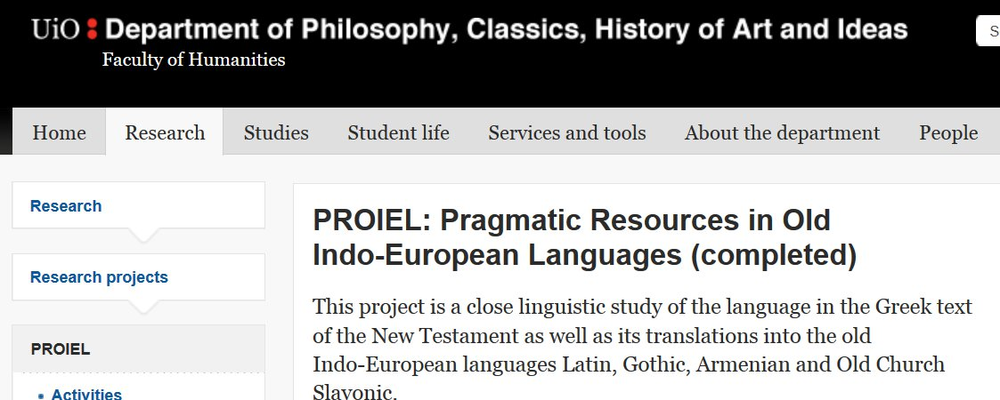 UiO Department of Philosophy, Classics, History of Art and Ideas
Faculty of Humanities
S
Home Research Studies Student life Services and tools About the department People
Research
Research projects
PROIEL
Activities
PROIEL: Pragmatic Resources in Old
Indo-European Languages (completed)
This project is a close linguistic study of the language in the Greek text
of the New Testament as well as its translations into the old
Indo-European languages Latin, Gothic, Armenian and Old Church
Slavonic.